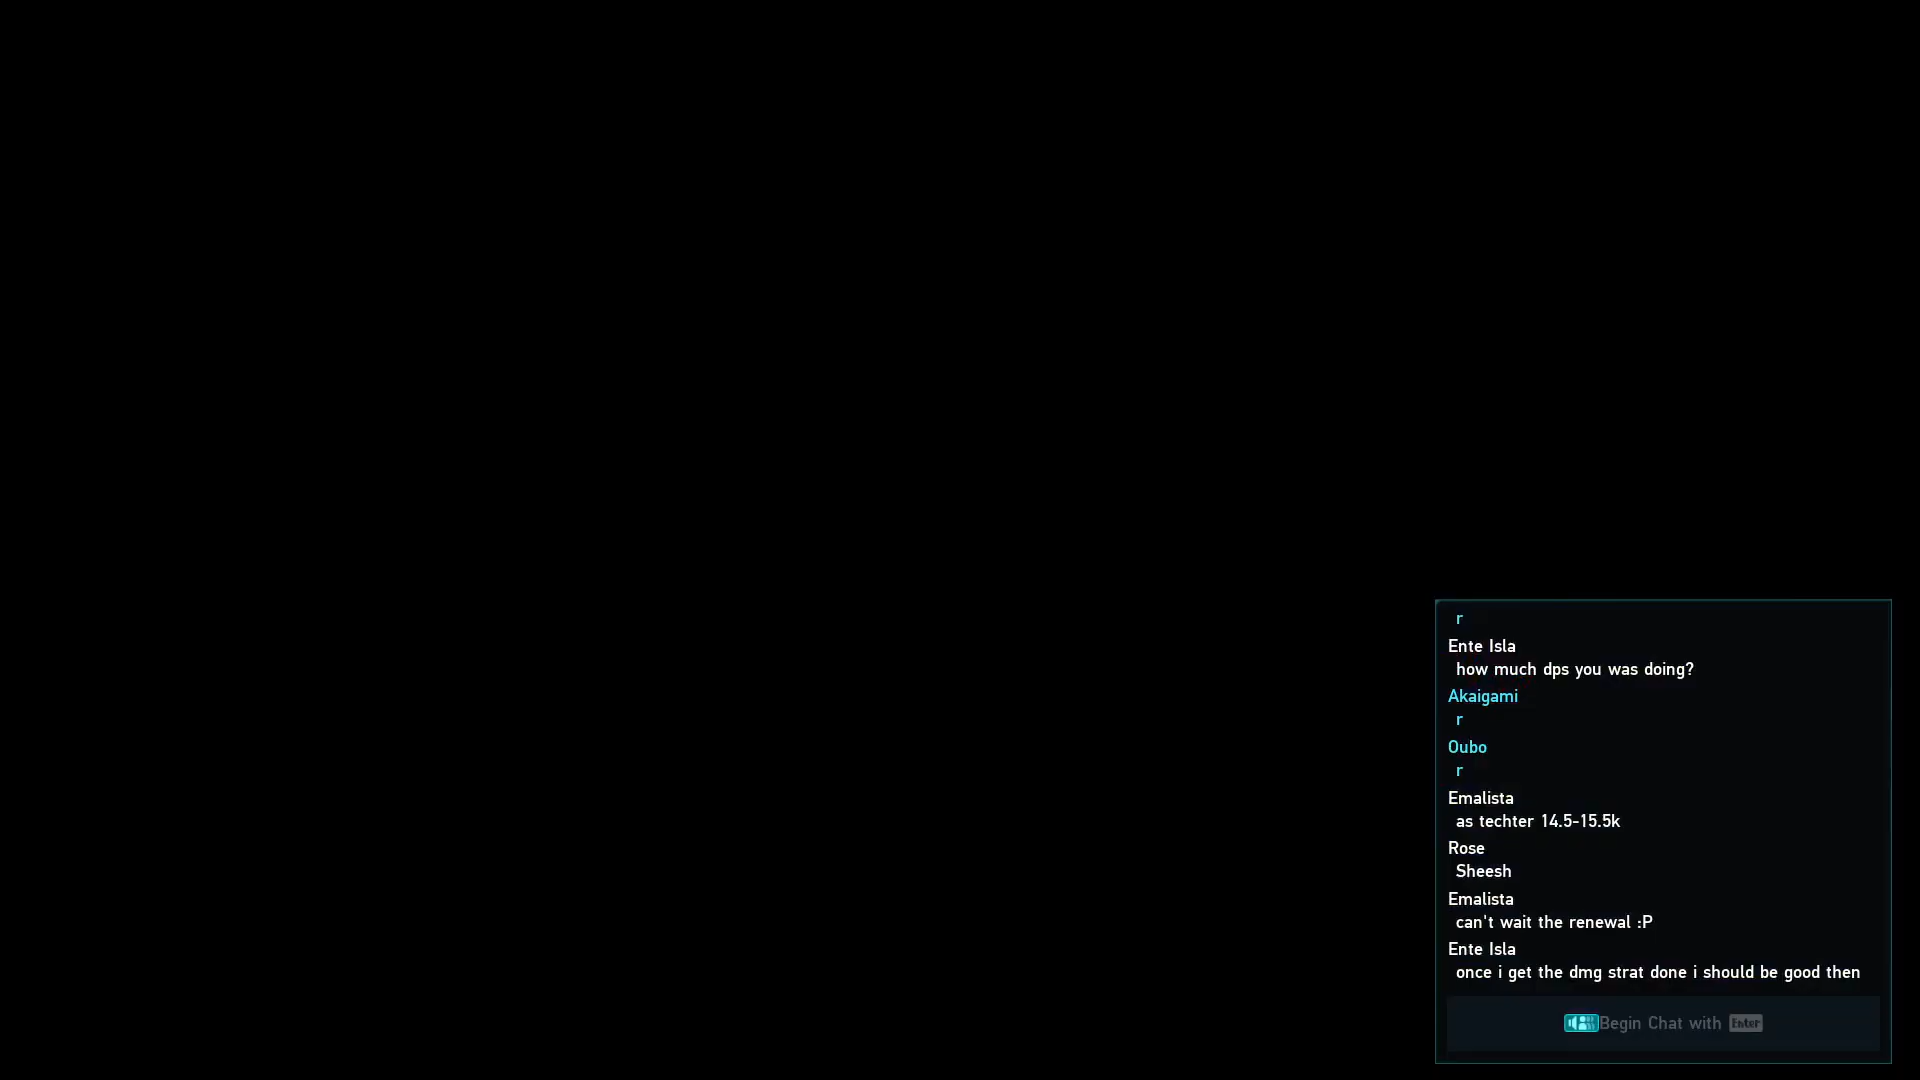 r
Ente Isla
how much dps you was doing?
Akaigami
r
Oubo
r
Emalista
as techter 14.5-15.5k
Rose
Sheesh
Emalista
can't wait the renewal :P
Ente Isla
once i get the dmg strat done i should be good then
Begin Chat with Enter